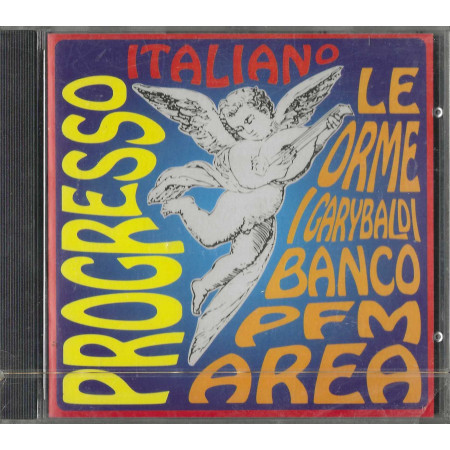 PROGRESSO
ITALIANO
LE
ORME
I GARYBALDI
BANCO
PFM
AREA